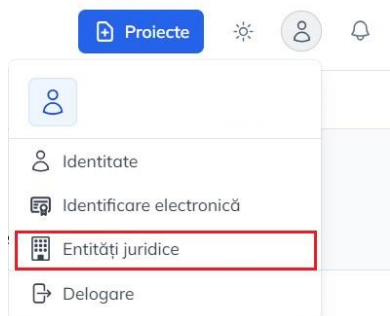 Proiecte
Identitate
Identificare electronică
Entități juridice
Delogare